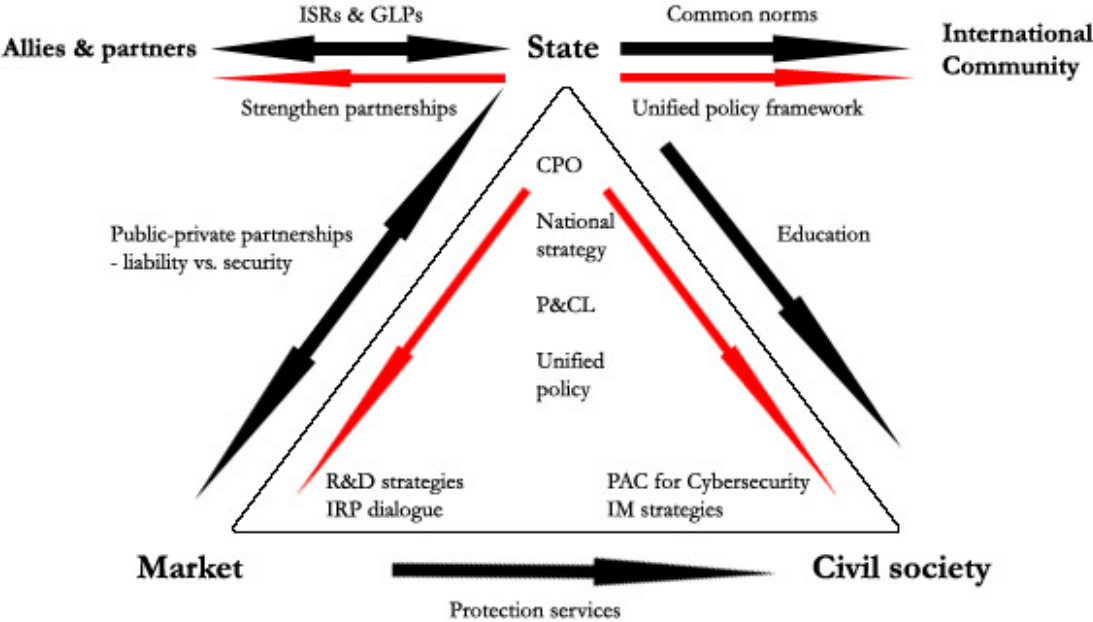 ISRs & GLPs
Common norms
Allies & partners
State
International
Community
Strengthen partnerships
Unified policy framework
CPO
National
strategy
Public-private partnerships
- liability vs. security
Education
P&CL
Unified
policy
R&D strategies
IRP dialogue
PAC for Cybersecurity
IM strategies
Market
Civil society
Protection services